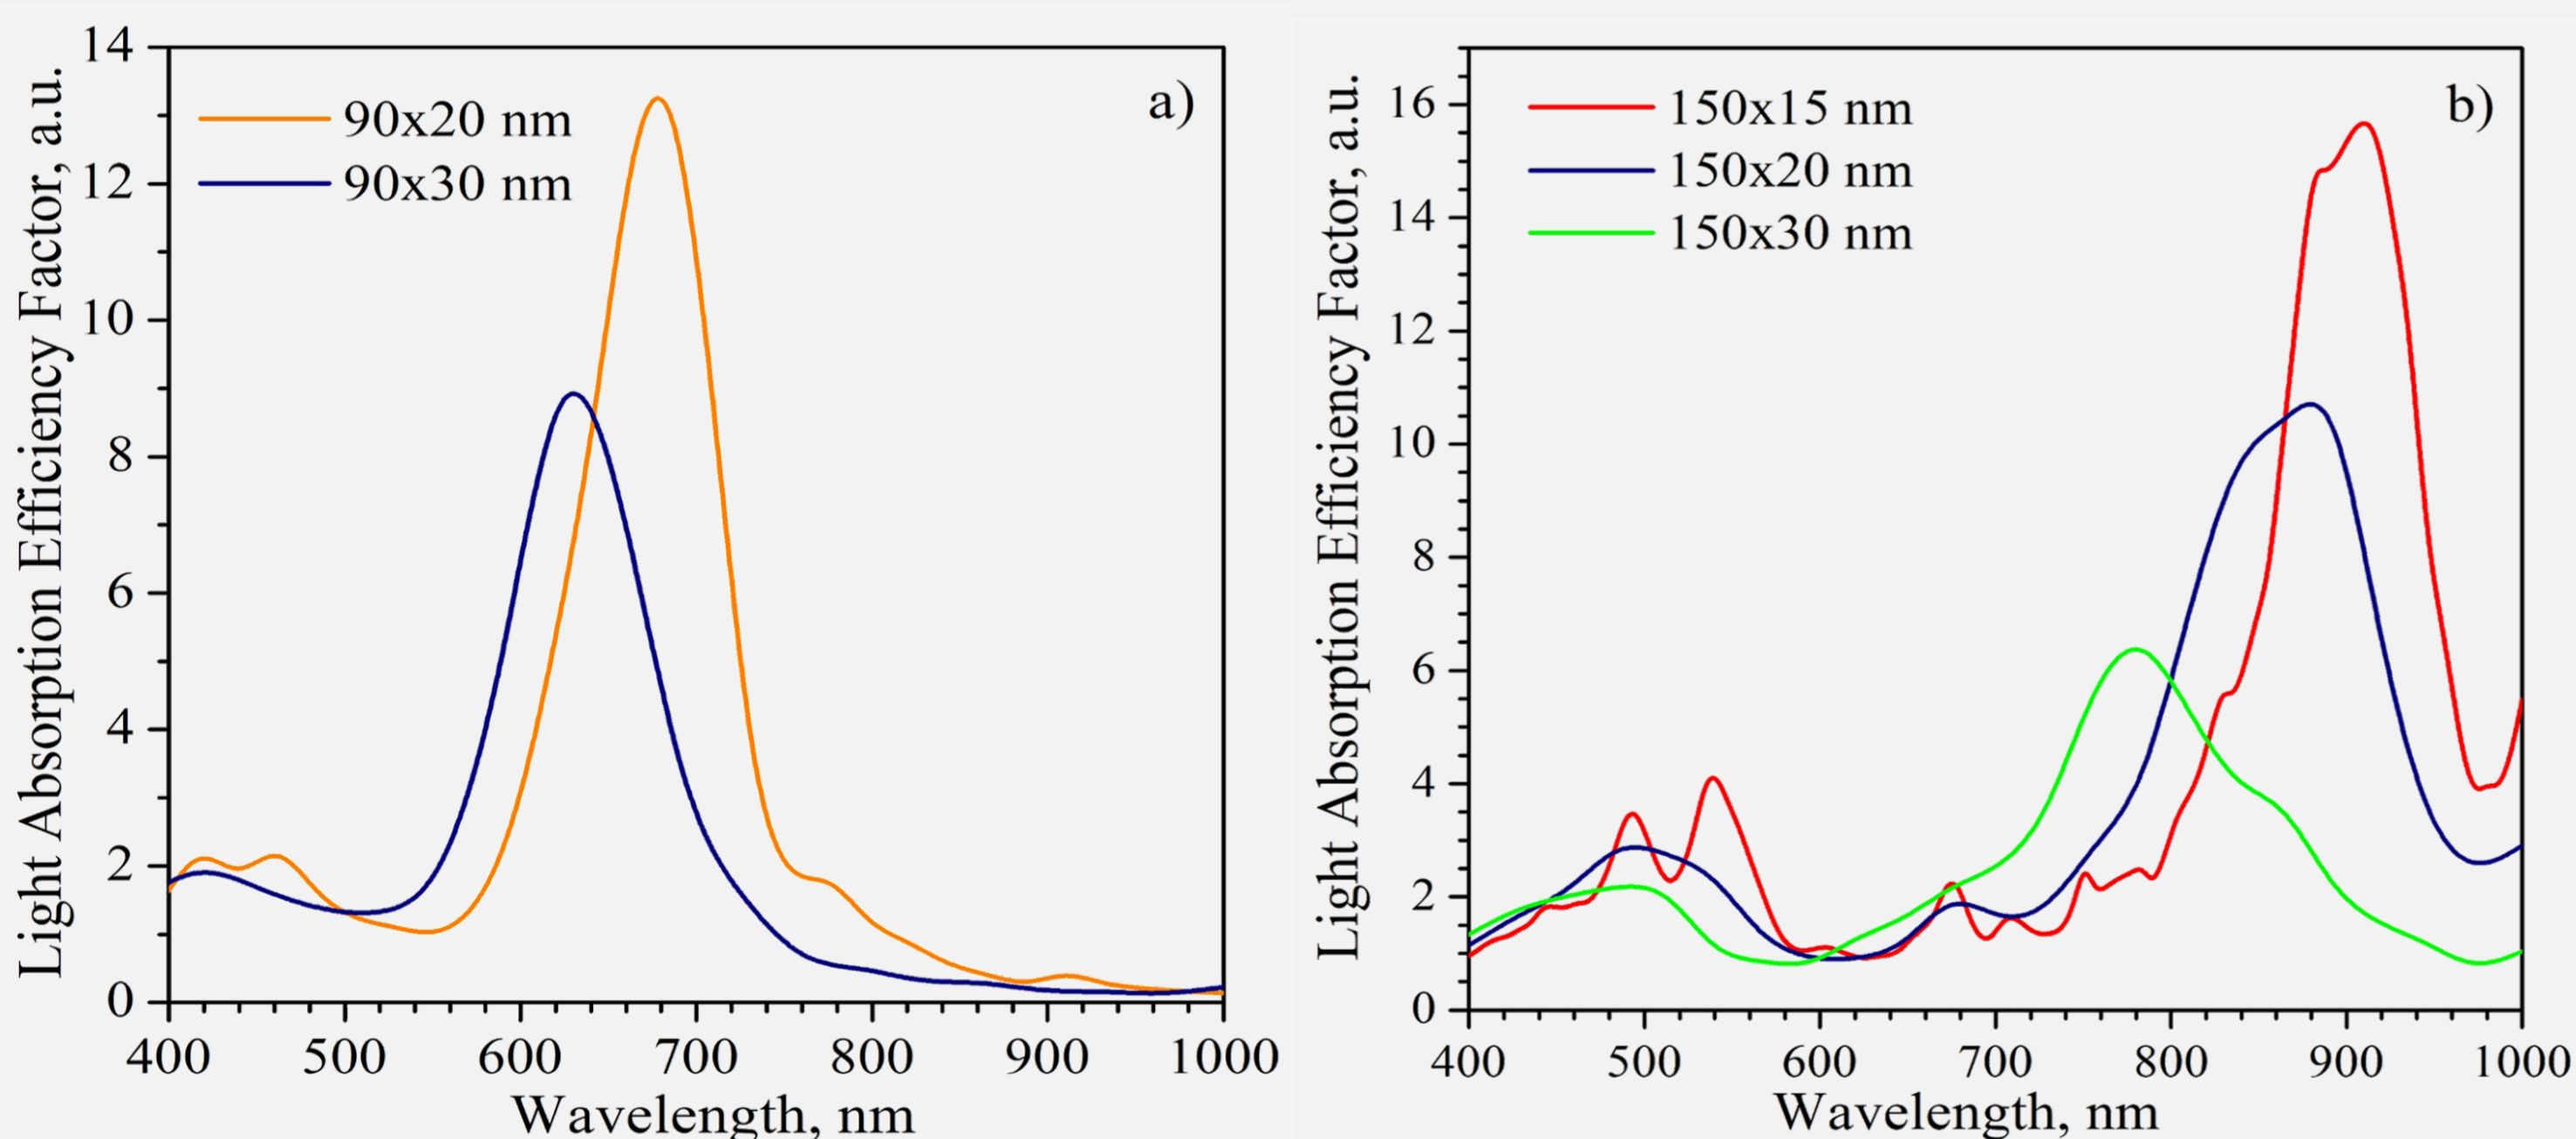 Light Absorption Efficiency Factor, a.u.
14
12
10
8
6
4
2
0
90x20 nm
90x30 nm
a)
400 500 600 700 800 900 1000
Wavelength, nm
Light Absorption Efficiency Factor, a.u.
16
14
12
10
8
6
4
2
0
150x15 nm
150x20 nm
150x30 nm
b)
400 500 600 700 800 900 1000
Wavelength, nm